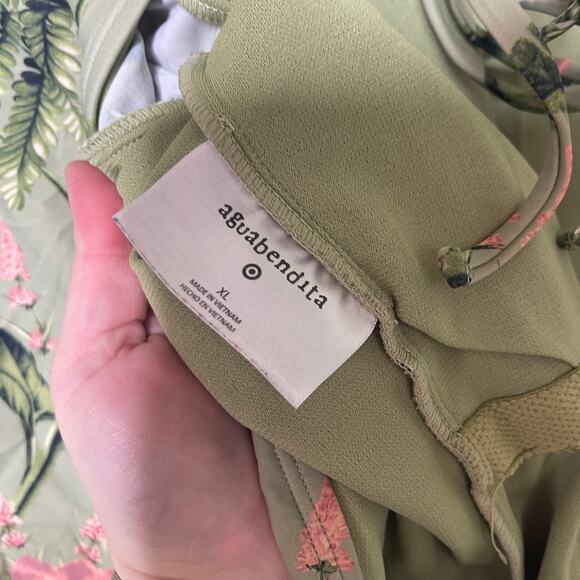 aguabendita
XL
MADE IN VIETNAM
HECHO EN VIETNAM